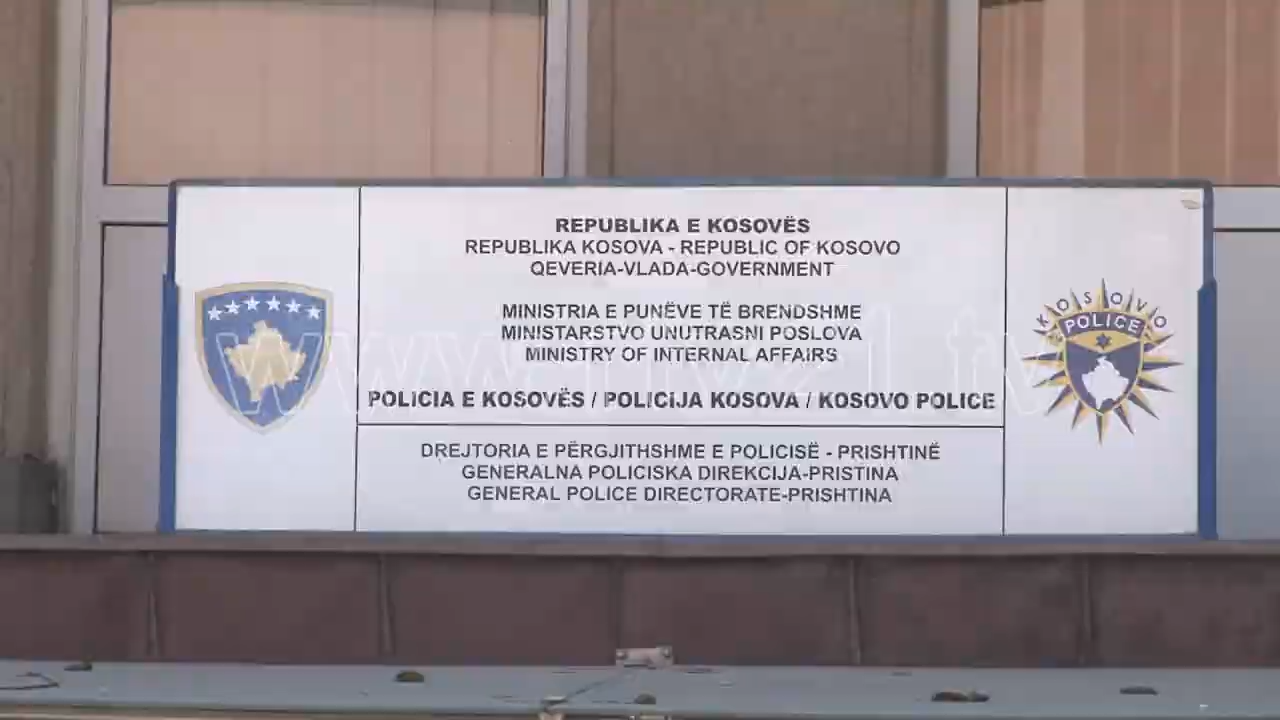 REPUBLIKA E KOSOVËS
REPUBLIKA KOSOVA - REPUBLIC OF KOSOVO
QEVERIA-VLADA-GOVERNMENT
MINISTRIA E PUNËVE TË BRENDSHME
MINISTARSTVO UNUTRASNI POSLOVA
MINISTRY OF INTERNAL AFFAIRS
POLICIA E KOSOVËS / POLICIJA KOSOVA / KOSOVO POLICE
DREJTORIA E PËRGJITHSHME E POLICISË - PRISHTINË
GENERALNA POLICISKA DIREKCIJA-PRISTINA
GENERAL POLICE DIRECTORATE-PRISHTINA
KOSOVO
POLICE